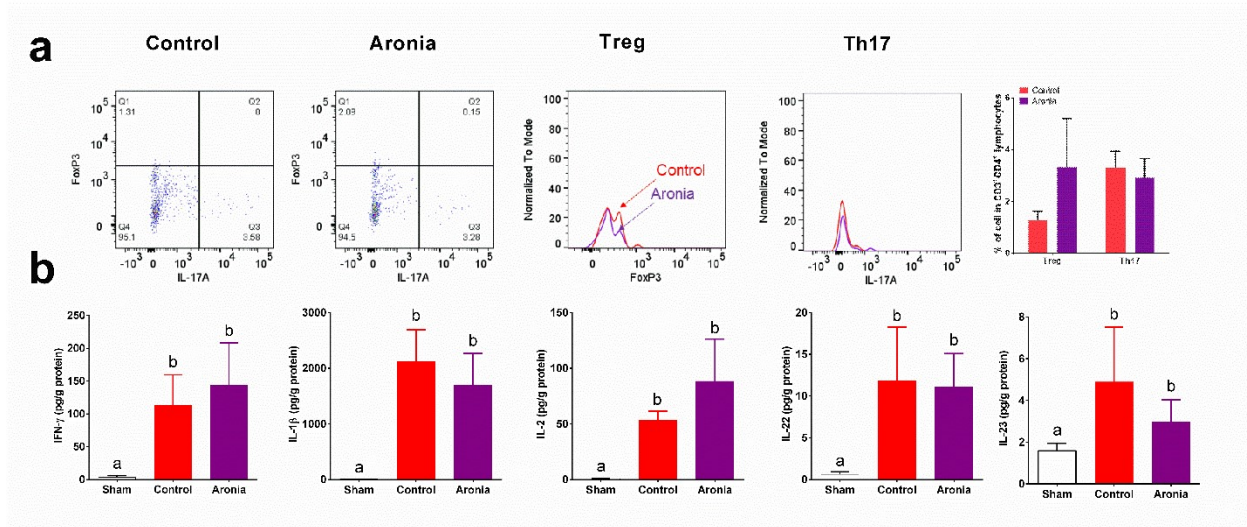 a
Control
Aronia
Treg
Th17
Q1
1.31
Q2
0
Q4
95.1
Q3
3.58
10⁵
10⁴
10³
0
FoxP3
-10³ 0 10³ 10⁴ 10⁵
IL-17A
Q1
2.09
Q2
0.15
Q4
94.5
Q3
3.28
10⁵
10⁴
10³
0
FoxP3
-10³ 0 10³ 10⁴ 10⁵
IL-17A
100
80
60
40
20
0
Normalized To Mode
Control
Aronia
-10³ 0 10³ 10⁴ 10⁵
FoxP3
100
80
60
40
20
0
Normalized To Mode
-10³ 0 10³ 10⁴ 10⁵
IL-17A
Control
Aronia
6
4
2
0
% of cell in CD3⁺CD4⁺ lymphocytes
Treg Th17
b
250
200
150
100
50
0
IFN-γ (pg/g protein)
a
b
b
Sham Control Aronia
3000
2000
1000
0
IL-1β (pg/g protein)
a
b
b
Sham Control Aronia
150
100
50
0
IL-2 (pg/g protein)
a
b
b
Sham Control Aronia
20
15
10
5
0
IL-22 (pg/g protein)
a
b
b
Sham Control Aronia
8
6
4
2
0
IL-23 (pg/g protein)
a
b
b
Sham Control Aronia